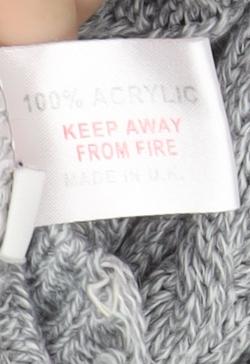 100% ACRYLIC
KEEP AWAY
FROM FIRE
MADE IN U.K.